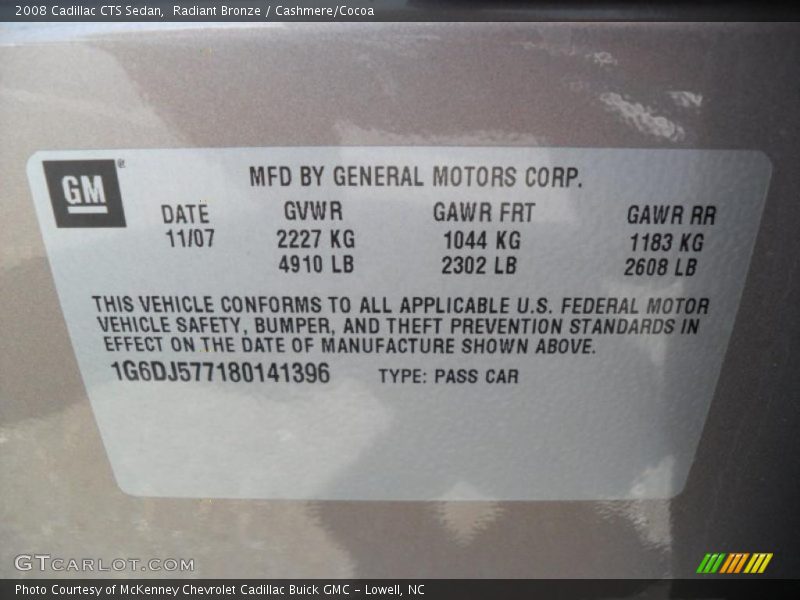 2008 Cadillac CTS Sedan, Radiant Bronze / Cashmere/Cocoa
GM®
MFD BY GENERAL MOTORS CORP.
DATE GVWR GAWR FRT GAWR RR
11/07 2227 KG 1044 KG 1183 KG
4910 LB 2302 LB 2608 LB
THIS VEHICLE CONFORMS TO ALL APPLICABLE U.S. FEDERAL MOTOR
VEHICLE SAFETY, BUMPER, AND THEFT PREVENTION STANDARDS IN
EFFECT ON THE DATE OF MANUFACTURE SHOWN ABOVE.
1G6DJ577180141396 TYPE: PASS CAR
GTCARLOT.COM
Photo Courtesy of McKenney Chevrolet Cadillac Buick GMC - Lowell, NC